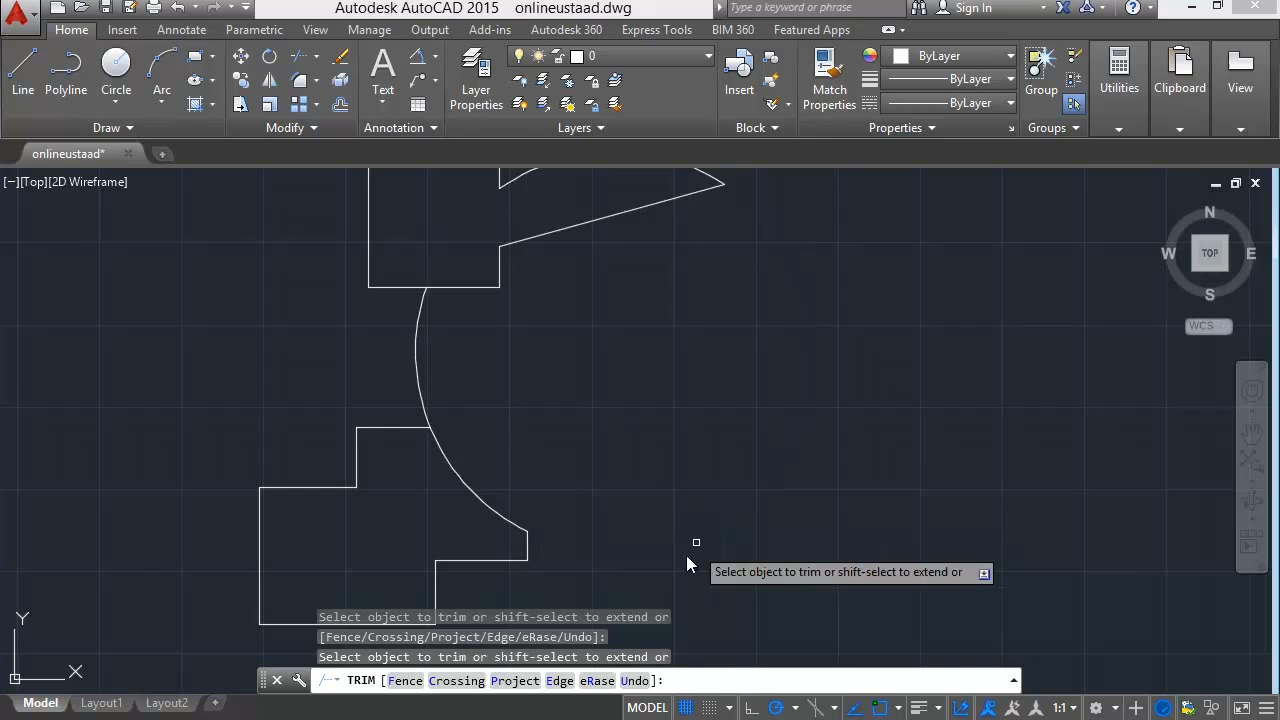 Autodesk AutoCAD 2015 onlineustaad.dwg
Type a keyword or phrase
Sign In
Home Insert Annotate Parametric View Manage Output Add-ins Autodesk 360 Express Tools BIM 360 Featured Apps
Line Polyline Circle Arc
Text
Layer Properties
0
Insert
Match Properties
ByLayer
ByLayer
ByLayer
Group
Utilities
Clipboard
View
Draw Modify Annotation Layers Block Properties Groups
onlineustaad*
[−][Top][2D Wireframe]
N
W TOP E
S
WCS
Select object to trim or shift-select to extend or
Y
X
Select object to trim or shift-select to extend or
[Fence/Crossing/Project/Edge/eRase/Undo]:
Select object to trim or shift-select to extend or
TRIM [Fence Crossing Project Edge eRase Undo]:
Model Layout1 Layout2
MODEL
1:1